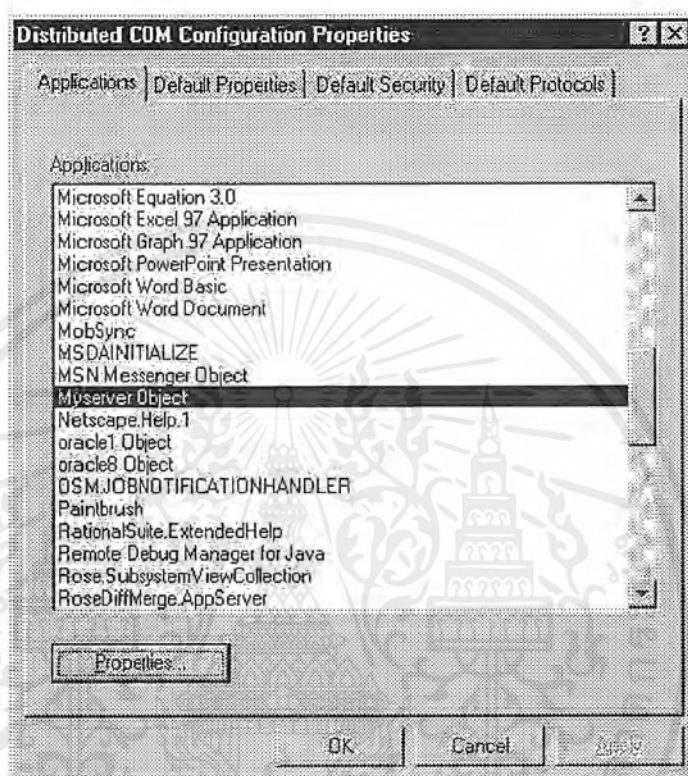 Distributed COM Configuration Properties
Applications
Default Properties
Default Security
Default Protocols
Applications:
Microsoft Equation 3.0
Microsoft Excel 97 Application
Microsoft Graph 97 Application
Microsoft PowerPoint Presentation
Microsoft Word Basic
Microsoft Word Document
MobSync
MSDAINITIALIZE
MSN Messenger Object
Myserver Object
Netscape.Help.1
oracle1 Object
oracle8 Object
OSM.JOBNOTIFICATIONHANDLER
Paintbrush
RationalSuite.ExtendedHelp
Remote Debug Manager for Java
Rose.SubsystemViewCollection
RoseDiffMerge.AppServer
Properties...
OK
Cancel
Apply